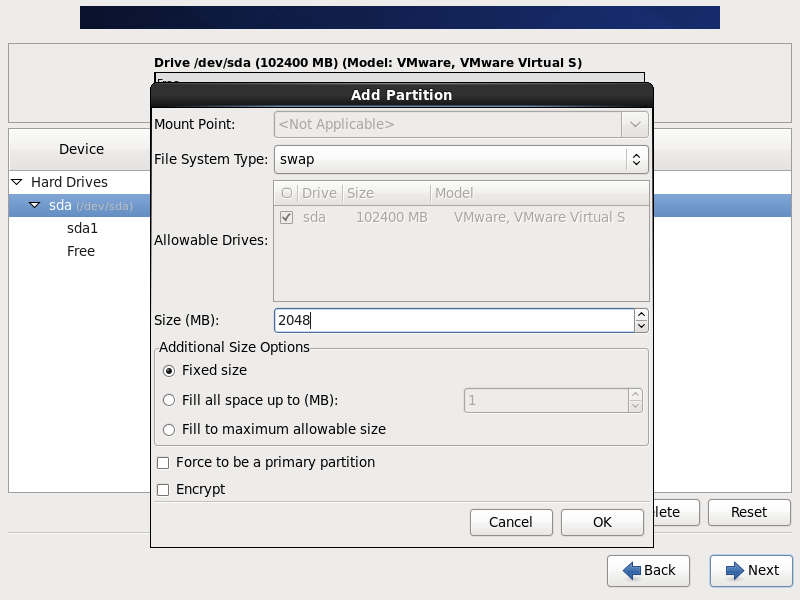 Drive /dev/sda (102400 MB) (Model: VMware, VMware Virtual S)
Add Partition
Mount Point: <Not Applicable>
File System Type: swap
Drive Size Model
sda 102400 MB VMware, VMware Virtual S
Allowable Drives:
Size (MB): 2048
Additional Size Options
Fixed size
Fill all space up to (MB): 1
Fill to maximum allowable size
Force to be a primary partition
Encrypt
Cancel OK
Device
Hard Drives
sda (/dev/sda)
sda1
Free
Reset
Back Next